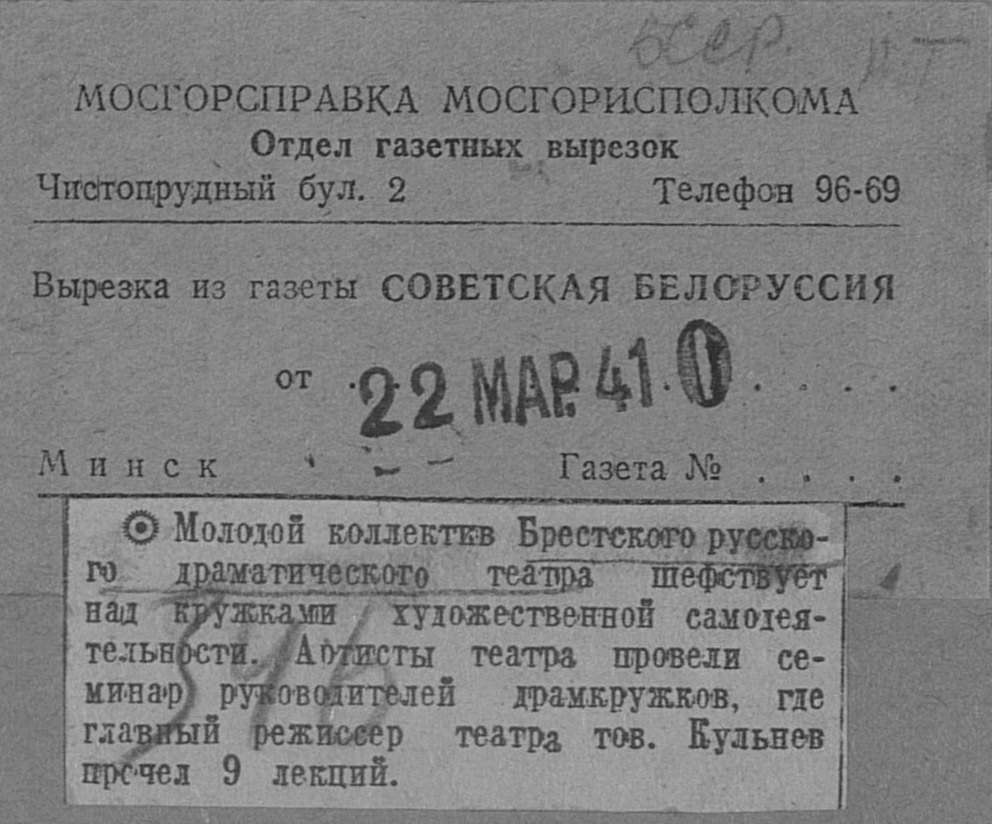 БССР.
МОСГОРСПРАВКА МОСГОРИСПОЛКОМА
Отдел газетных вырезок
Чистопрудный бул. 2 Телефон 96-69
Вырезка из газеты СОВЕТСКАЯ БЕЛОРУССИЯ
от 22 МАР. 41 0 . . . .
Минск Газета № . . . .
Молодой коллектив Брестского русско-
го драматического театра шефствует
над кружками художественной самодея-
тельности. Артисты театра провели се-
минар руководителей драмкружков, где
главный режиссер театра тов. Кульнев
прочел 9 лекций.